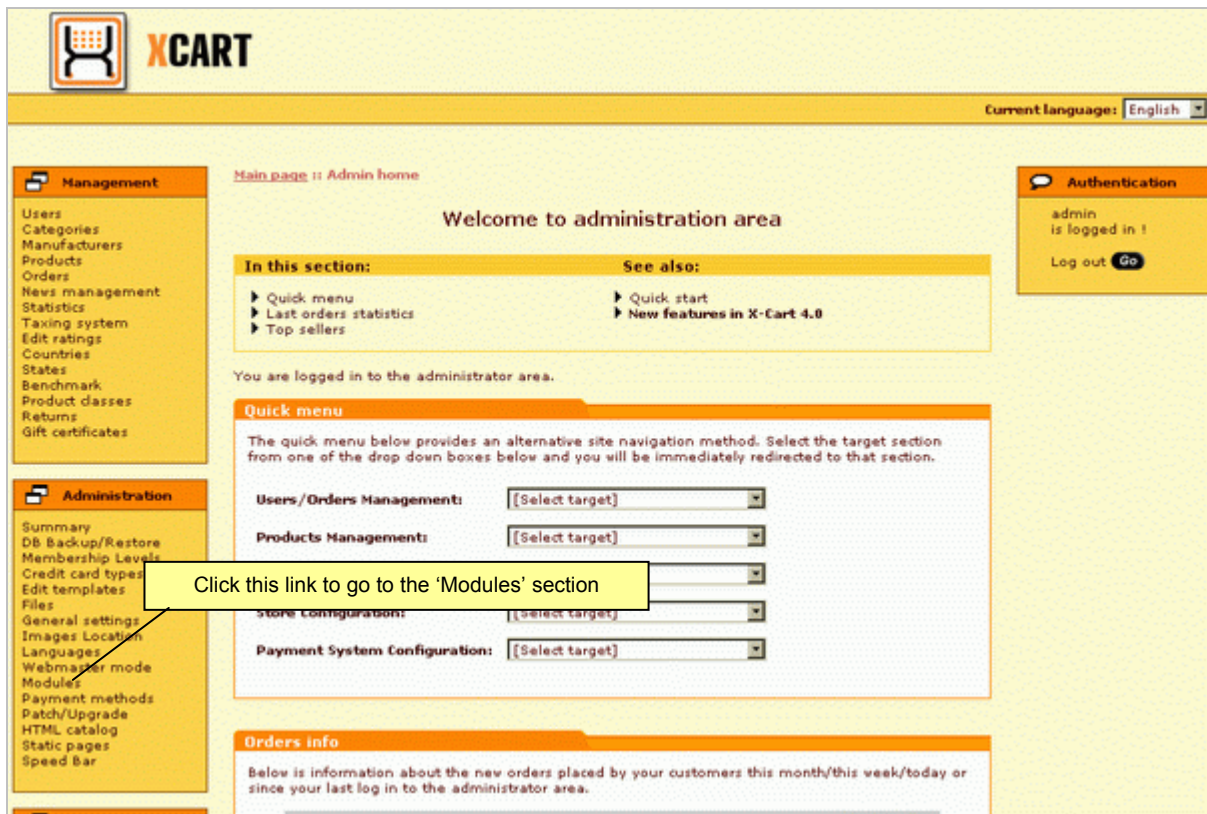 XCART
Current language: English
Management
Users
Categories
Manufacturers
Products
Orders
News management
Statistics
Taxing system
Edit ratings
Countries
States
Benchmark
Product classes
Returns
Gift certificates
Administration
Summary
DB Backup/Restore
Membership Levels
Credit card types
Edit templates
Files
General settings
Images Location
Languages
Webmaster mode
Modules
Payment methods
Patch/Upgrade
HTML catalog
Static pages
Speed Bar
Main page :: Admin home
Welcome to administration area
In this section: See also:
Quick menu Quick start
Last orders statistics New features in X-Cart 4.0
Top sellers
You are logged in to the administrator area.
Quick menu
The quick menu below provides an alternative site navigation method. Select the target section
from one of the drop down boxes below and you will be immediately redirected to that section.
Users/Orders Management: [Select target]
Products Management: [Select target]
Click this link to go to the ‘Modules’ section
Store Configuration: [Select target]
Payment System Configuration: [Select target]
Orders info
Below is information about the new orders placed by your customers this month/this week/today or
since your last log in to the administrator area.
Authentication
admin
is logged in !
Log out Go